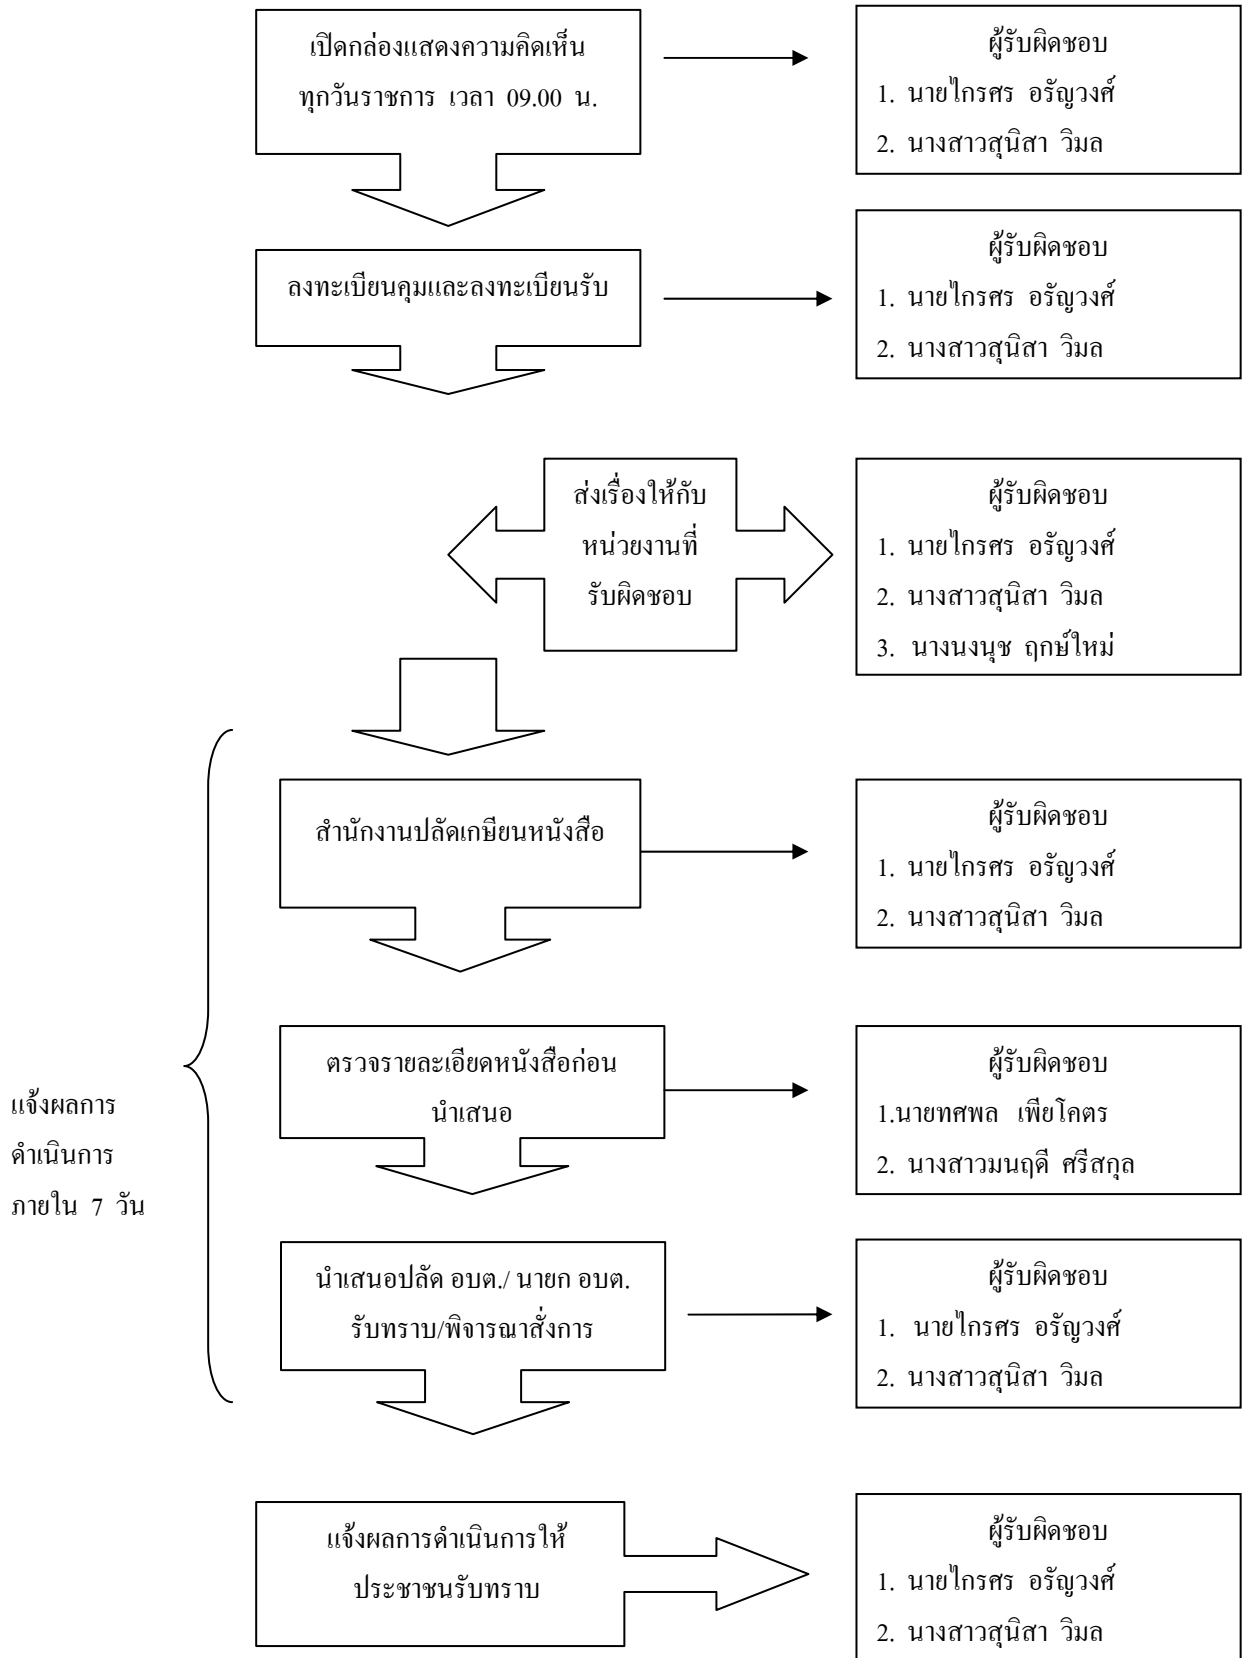 เปิดกล่องแสดงความคิดเห็น
ทุกวันราชการ เวลา 09.00 น.
ผู้รับผิดชอบ
1. นายไกรศร อรัญวงศ์
2. นางสาวสุนิสา วิมล
ลงทะเบียนคุมและลงทะเบียนรับ
ผู้รับผิดชอบ
1. นายไกรศร อรัญวงศ์
2. นางสาวสุนิสา วิมล
ส่งเรื่องให้กับ
หน่วยงานที่
รับผิดชอบ
ผู้รับผิดชอบ
1. นายไกรศร อรัญวงศ์
2. นางสาวสุนิสา วิมล
3. นางนงนุช ฤกษ์ใหม่
สำนักงานปลัดเกษียนหนังสือ
ผู้รับผิดชอบ
1. นายไกรศร อรัญวงศ์
2. นางสาวสุนิสา วิมล
แจ้งผลการ
ดำเนินการ
ภายใน 7 วัน
ตรวจรายละเอียดหนังสือก่อน
นำเสนอ
ผู้รับผิดชอบ
1.นายทศพล เพียโคตร
2. นางสาวมนฤดี ศรีสกุล
นำเสนอปลัด อบต./ นายก อบต.
รับทราบ/พิจารณาสั่งการ
ผู้รับผิดชอบ
1. นายไกรศร อรัญวงศ์
2. นางสาวสุนิสา วิมล
แจ้งผลการดำเนินการให้
ประชาชนรับทราบ
ผู้รับผิดชอบ
1. นายไกรศร อรัญวงศ์
2. นางสาวสุนิสา วิมล